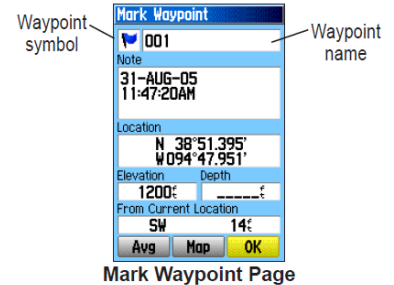 Mark Waypoint
Waypoint symbol
001
Waypoint name
Note
31-AUG-05
11:47:20AM
Location
N 38°51.395'
W094°47.951'
Elevation Depth
1200ft _____ft
From Current Location
SW 14ft
Avg Map OK
Mark Waypoint Page